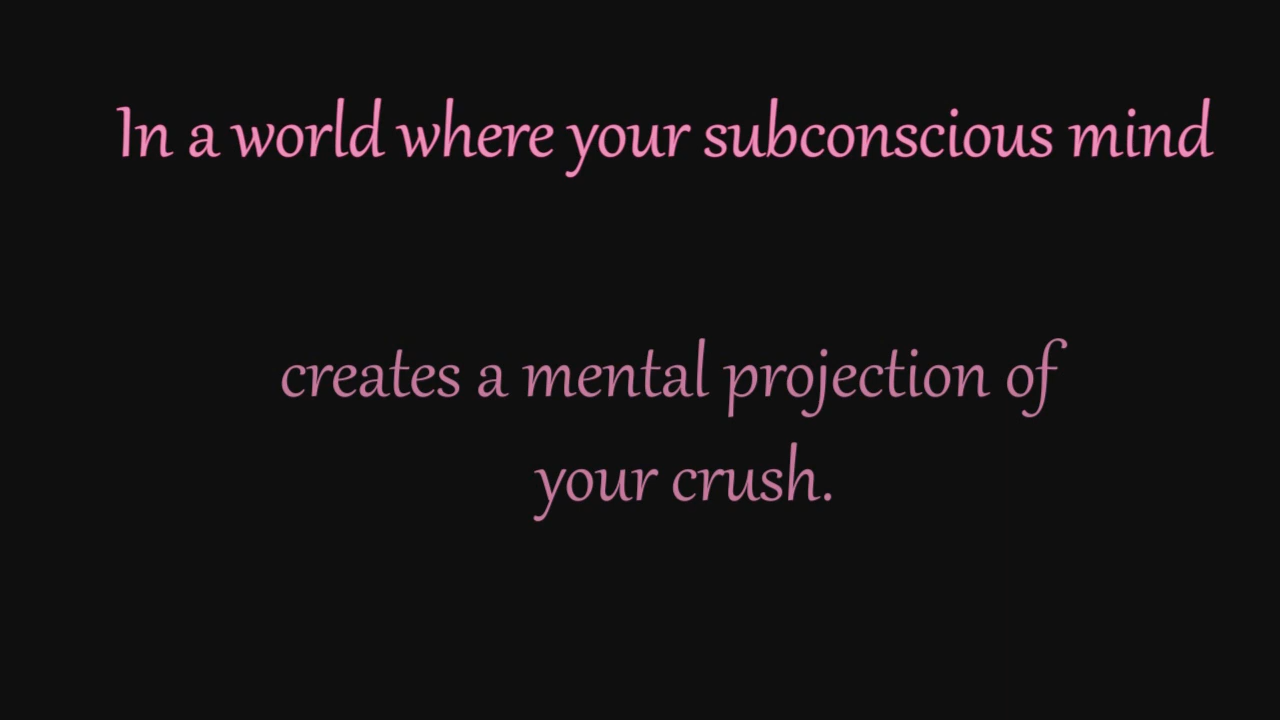 In a world where your subconscious mind
creates a mental projection of
your crush.